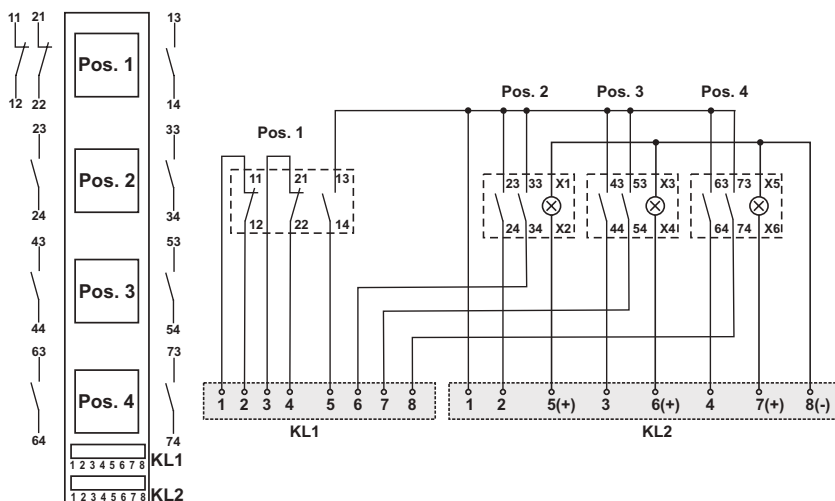 11 21 13
Pos. 1
12 22 14
23 33
Pos. 2
24 34
43 53
Pos. 3
44 54
63 73
Pos. 4
64 74
1 2 3 4 5 6 7 8 KL1
1 2 3 4 5 6 7 8 KL2
Pos. 2 Pos. 3 Pos. 4
Pos. 1
11 21 13
12 22 14
23 33 X1 43 53 X3 63 73 X5
24 34 X2 44 54 X4 64 74 X6
1 2 3 4 5 6 7 8
KL1
1 2 5(+) 3 6(+) 4 7(+) 8(-)
KL2